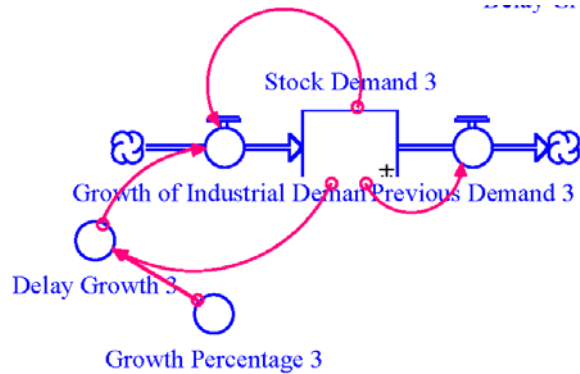 Stock Demand 3
Growth of Industrial Deman Previous Demand 3
Delay Growth 3
Growth Percentage 3